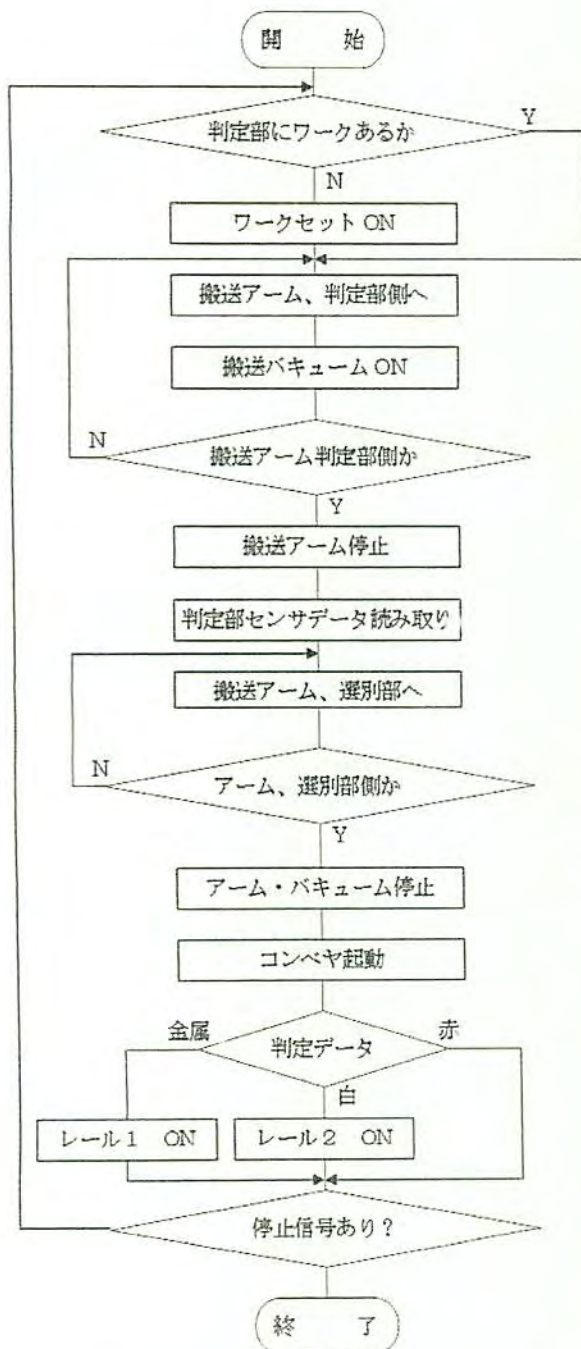 開 始
判定部にワークあるか
Y
N
ワークセット ON
搬送アーム、判定部側へ
搬送バキューム ON
N
搬送アーム判定部側か
Y
搬送アーム停止
判定部センサデータ読み取り
搬送アーム、選別部へ
N
アーム、選別部側か
Y
アーム・バキューム停止
コンベヤ起動
金属
判定データ
赤
白
レール1 ON
レール2 ON
停止信号あり?
終 了